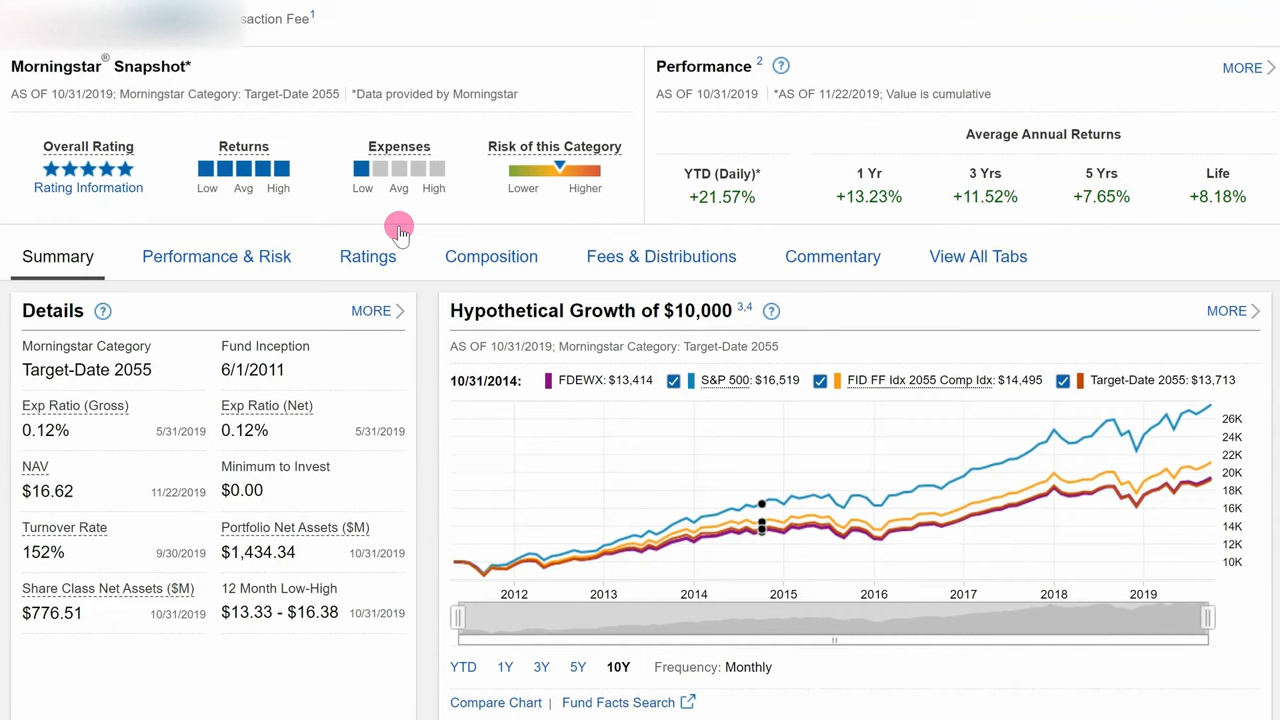 saction Fee1
Morningstar® Snapshot*
AS OF 10/31/2019; Morningstar Category: Target-Date 2055 | *Data provided by Morningstar
Overall Rating
Rating Information
Returns
Low Avg High
Expenses
Low Avg High
Risk of this Category
Lower Higher
Performance 2 ?
MORE
AS OF 10/31/2019 | *AS OF 11/22/2019; Value is cumulative
Average Annual Returns
YTD (Daily)* 1 Yr 3 Yrs 5 Yrs Life
+21.57% +13.23% +11.52% +7.65% +8.18%
Summary Performance & Risk Ratings Composition Fees & Distributions Commentary View All Tabs
Details ? MORE
Morningstar Category Fund Inception
Target-Date 2055 6/1/2011
Exp Ratio (Gross) Exp Ratio (Net)
0.12% 5/31/2019 0.12% 5/31/2019
NAV Minimum to Invest
$16.62 11/22/2019 $0.00
Turnover Rate Portfolio Net Assets ($M)
152% 9/30/2019 $1,434.34 10/31/2019
Share Class Net Assets ($M) 12 Month Low-High
$776.51 10/31/2019 $13.33 - $16.38 10/31/2019
Hypothetical Growth of $10,000 3,4 ? MORE
AS OF 10/31/2019; Morningstar Category: Target-Date 2055
10/31/2014: FDEWX: $13,414 S&P 500: $16,519 FID FF Idx 2055 Comp Idx: $14,495 Target-Date 2055: $13,713
26K
24K
22K
20K
18K
16K
14K
12K
10K
2012 2013 2014 2015 2016 2017 2018 2019
YTD 1Y 3Y 5Y 10Y Frequency: Monthly
Compare Chart | Fund Facts Search